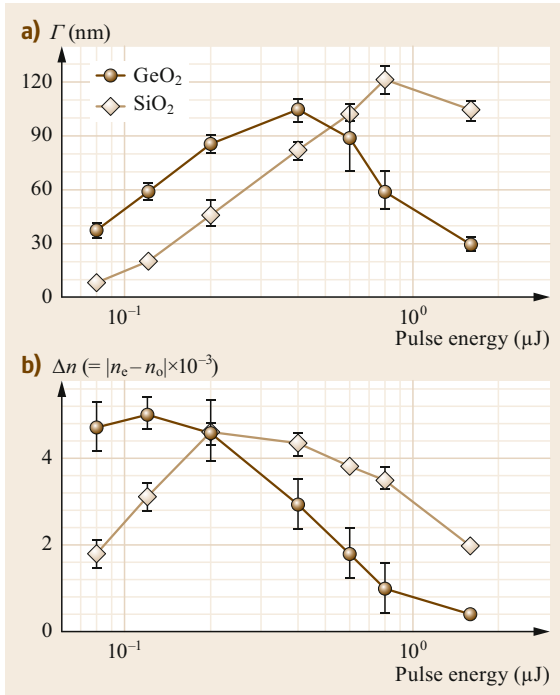 a) Γ (nm)
120
90
60
30
0
GeO₂
SiO₂
10⁻¹
10⁰
Pulse energy (μJ)
b) Δn (= |nₑ–nₒ|×10⁻³)
4
2
0
10⁻¹
10⁰
Pulse energy (μJ)